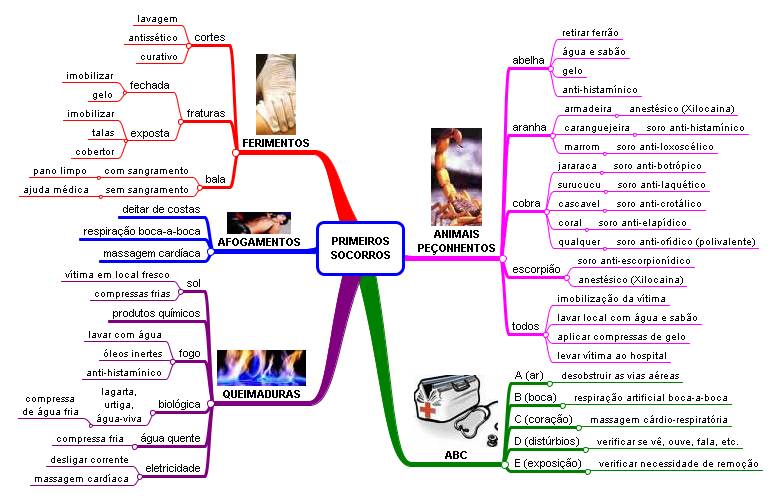 PRIMEIROS
SOCORROS
FERIMENTOS
cortes
lavagem
antissético
curativo
fraturas
fechada
imobilizar
gelo
exposta
imobilizar
talas
cobertor
bala
com sangramento
pano limpo
sem sangramento
ajuda médica
AFOGAMENTOS
deitar de costas
respiração boca-a-boca
massagem cardíaca
QUEIMADURAS
sol
vítima em local fresco
compressas frias
produtos químicos
fogo
lavar com água
óleos inertes
anti-histamínico
biológica
lagarta,
urtiga,
água-viva
compressa
de água fria
água quente
compressa fria
eletricidade
desligar corrente
massagem cardíaca
ANIMAIS
PEÇONHENTOS
abelha
retirar ferrão
água e sabão
gelo
anti-histamínico
aranha
armadeira
anestésico (Xilocaina)
caranguejeira
soro anti-histamínico
marrom
soro anti-loxoscélico
cobra
jararaca
soro anti-botrópico
surucucu
soro anti-laquético
cascavel
soro anti-crotálico
coral
soro anti-elapídico
qualquer
soro anti-ofídico (polivalente)
escorpião
soro anti-escorpionídico
anestésico (Xilocaina)
todos
imobilização da vítima
lavar local com água e sabão
aplicar compressas de gelo
levar vítima ao hospital
ABC
A (ar)
desobstruir as vias aéreas
B (boca)
respiração artificial boca-a-boca
C (coração)
massagem cárdio-respiratória
D (distúrbios)
verificar se vê, ouve, fala, etc.
E (exposição)
verificar necessidade de remoção